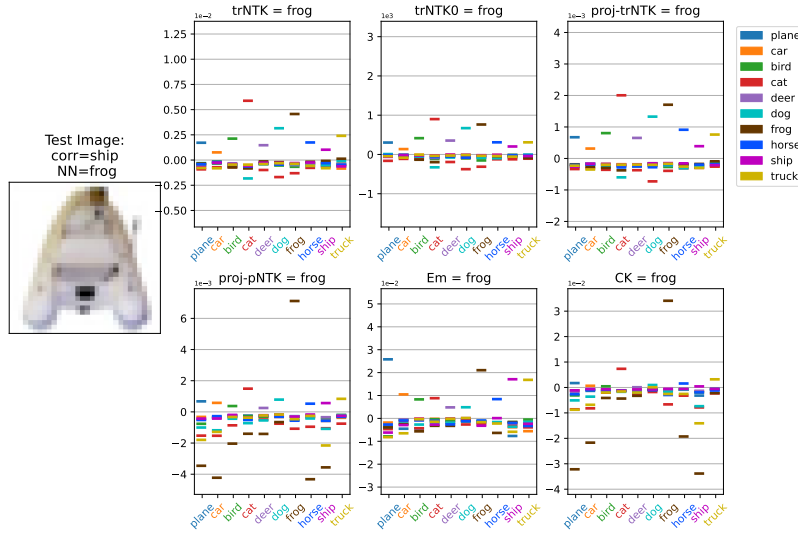 trNTK = frog
trNTK0 = frog
proj-trNTK = frog
1e−2
1e3
1e−3
1.25
1.00
0.75
0.50
0.25
0.00
−0.25
−0.50
3
2
1
0
−1
4
3
2
1
0
−1
−2
plane car bird cat deer dog frog horse ship truck
plane car bird cat deer dog frog horse ship truck
plane car bird cat deer dog frog horse ship truck
plane
car
bird
cat
deer
dog
frog
horse
ship
truck
Test Image:
corr=ship
NN=frog
proj-pNTK = frog
Em = frog
CK = frog
1e−3
1e−2
1e−2
6
4
2
0
−2
−4
5
4
3
2
1
0
−1
−2
−3
4
3
2
1
0
−1
−2
−3
−4
plane car bird cat deer dog frog horse ship truck
plane car bird cat deer dog frog horse ship truck
plane car bird cat deer dog frog horse ship truck